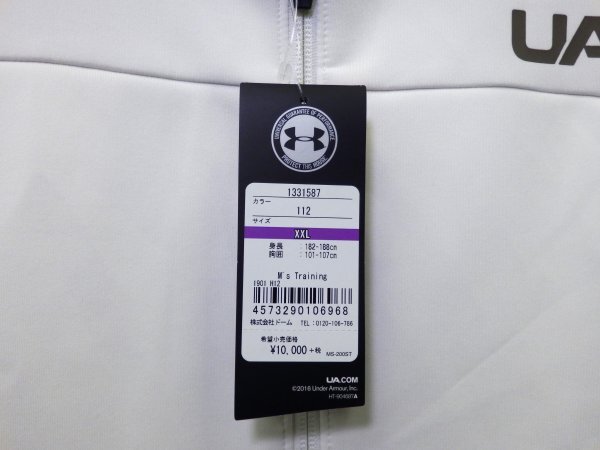 UA
UNIVERSAL GUARANTEE OF PERFORMANCE
PROTECT THIS HOUSE
1331587
カラー
112
サイズ
XXL
身長 : 182-188cm
胸囲 : 101-107cm
M's Training
1901 H12
4573290106968
株式会社ドーム TEL:0120-106-786
希望小売価格
¥10,000 +税
MS-200ST
UA.COM
©2016 Under Armour, Inc.
HT-904697A